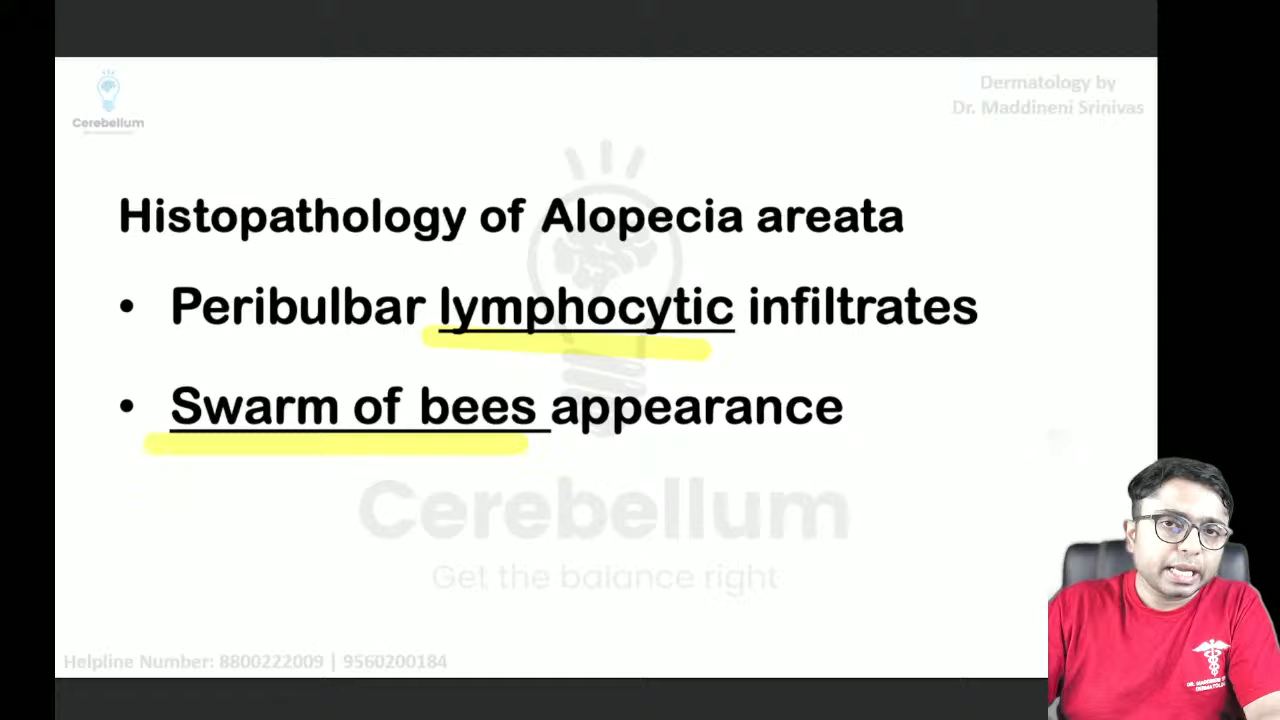 Cerebellum
Dermatology by
Dr. Maddineni Srinivas
Histopathology of Alopecia areata
• Peribulbar lymphocytic infiltrates
• Swarm of bees appearance
Cerebellum
Get the balance right
Helpline Number: 8800222009 | 9560200184